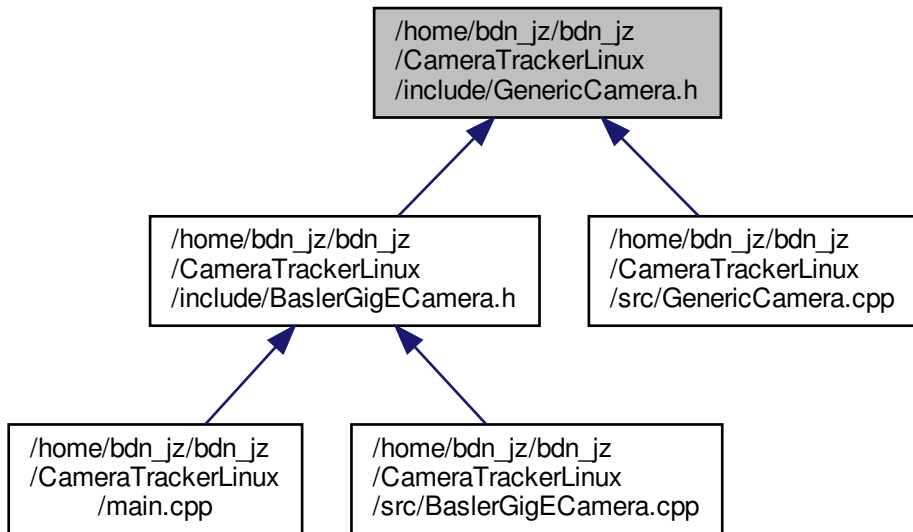 /home/bdn_jz/bdn_jz
/CameraTrackerLinux
/include/GenericCamera.h
/home/bdn_jz/bdn_jz
/CameraTrackerLinux
/include/BaslerGigECamera.h
/home/bdn_jz/bdn_jz
/CameraTrackerLinux
/src/GenericCamera.cpp
/home/bdn_jz/bdn_jz
/CameraTrackerLinux
/main.cpp
/home/bdn_jz/bdn_jz
/CameraTrackerLinux
/src/BaslerGigECamera.cpp